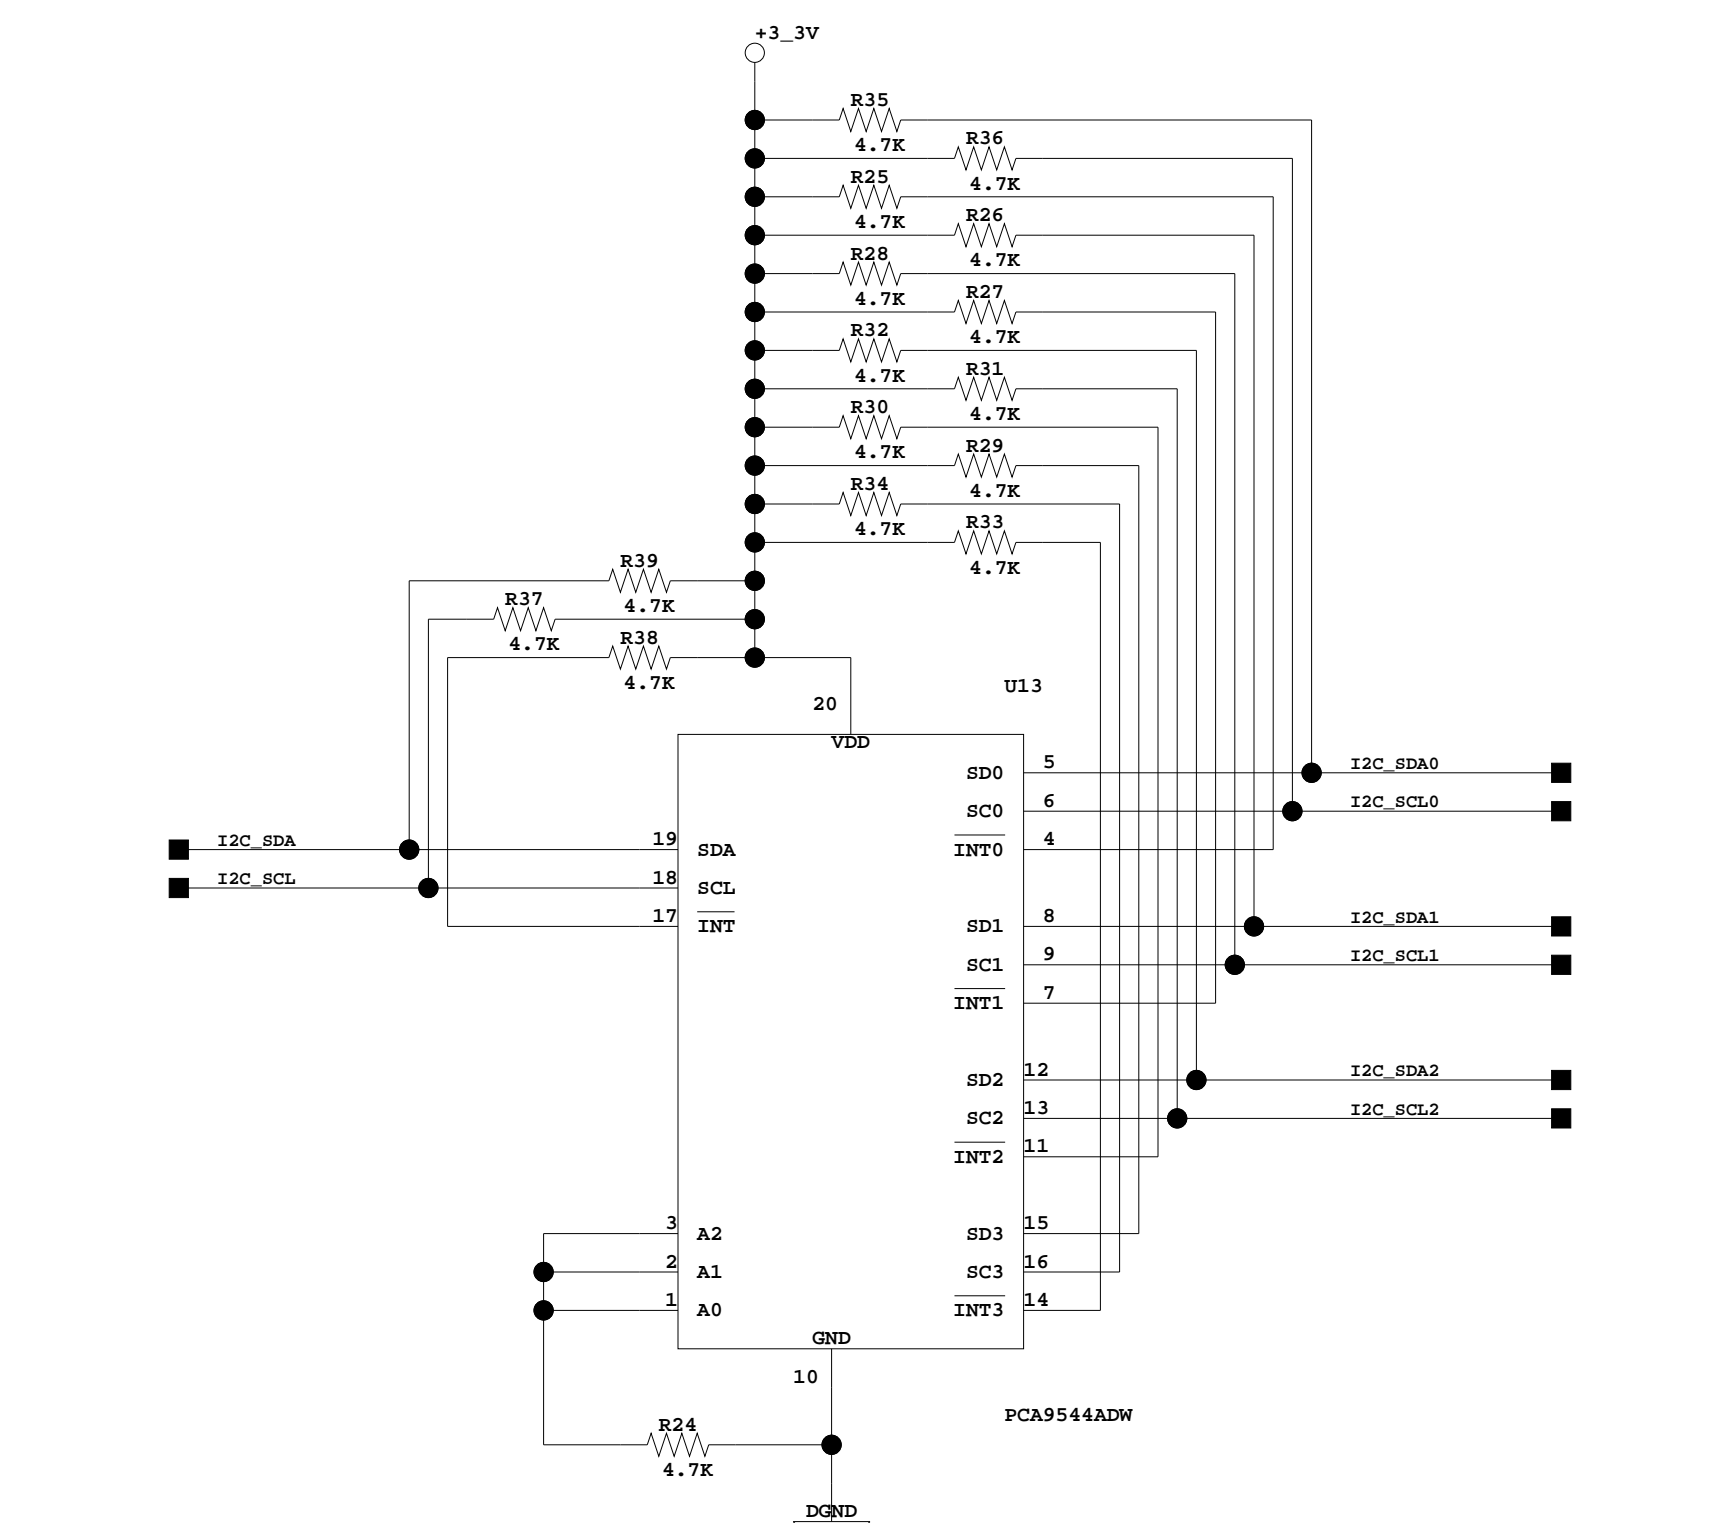 +3_3V
R35
4.7K
R36
4.7K
R25
4.7K
R26
4.7K
R28
4.7K
R27
4.7K
R32
4.7K
R31
4.7K
R30
4.7K
R29
4.7K
R34
4.7K
R33
4.7K
R39
4.7K
R37
4.7K
R38
4.7K
U13
20
VDD
SD0 5 I2C_SDA0
SC0 6 I2C_SCL0
I2C_SDA 19 SDA
INT0 4
I2C_SCL 18 SCL
17 INT
SD1 8 I2C_SDA1
SC1 9 I2C_SCL1
INT1 7
SD2 12 I2C_SDA2
SC2 13 I2C_SCL2
INT2 11
3 A2
SD3 15
2 A1
SC3 16
1 A0
INT3 14
GND
10
PCA9544ADW
R24
4.7K
DGND